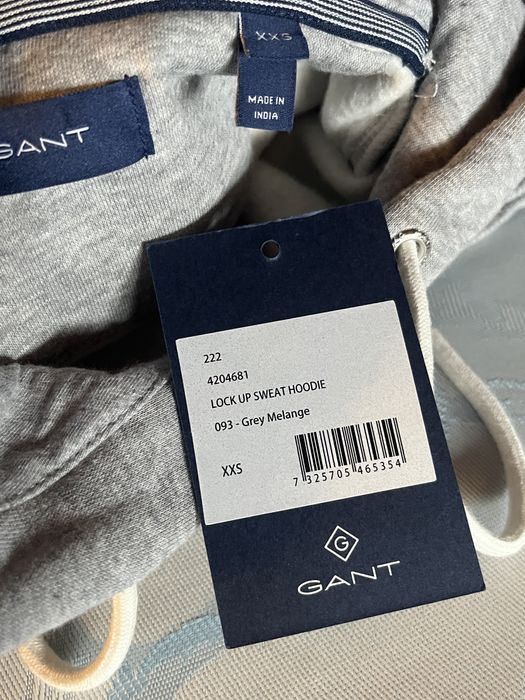 XXS
MADE IN
INDIA
GANT
222
4204681
LOCK UP SWEAT HOODIE
093 - Grey Melange
XXS
7 325705 465354
G
GANT